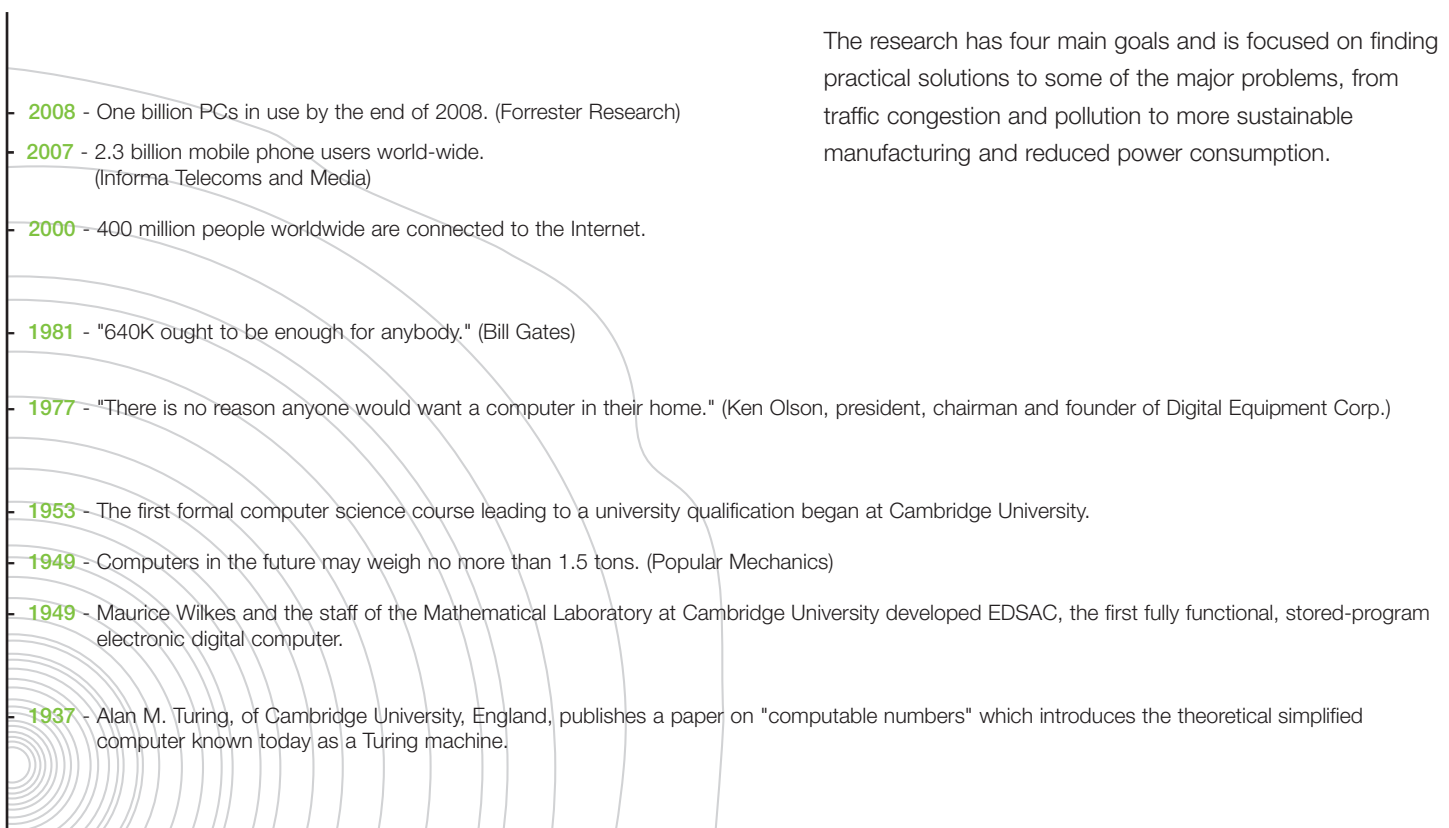 The research has four main goals and is focused on finding
practical solutions to some of the major problems, from
traffic congestion and pollution to more sustainable
manufacturing and reduced power consumption.
2008 - One billion PCs in use by the end of 2008. (Forrester Research)
2007 - 2.3 billion mobile phone users world-wide.
(Informa Telecoms and Media)
2000 - 400 million people worldwide are connected to the Internet.
1981 - "640K ought to be enough for anybody." (Bill Gates)
1977 - "There is no reason anyone would want a computer in their home." (Ken Olson, president, chairman and founder of Digital Equipment Corp.)
1953 - The first formal computer science course leading to a university qualification began at Cambridge University.
1949 - Computers in the future may weigh no more than 1.5 tons. (Popular Mechanics)
1949 - Maurice Wilkes and the staff of the Mathematical Laboratory at Cambridge University developed EDSAC, the first fully functional, stored-program
electronic digital computer.
1937 - Alan M. Turing, of Cambridge University, England, publishes a paper on "computable numbers" which introduces the theoretical simplified
computer known today as a Turing machine.